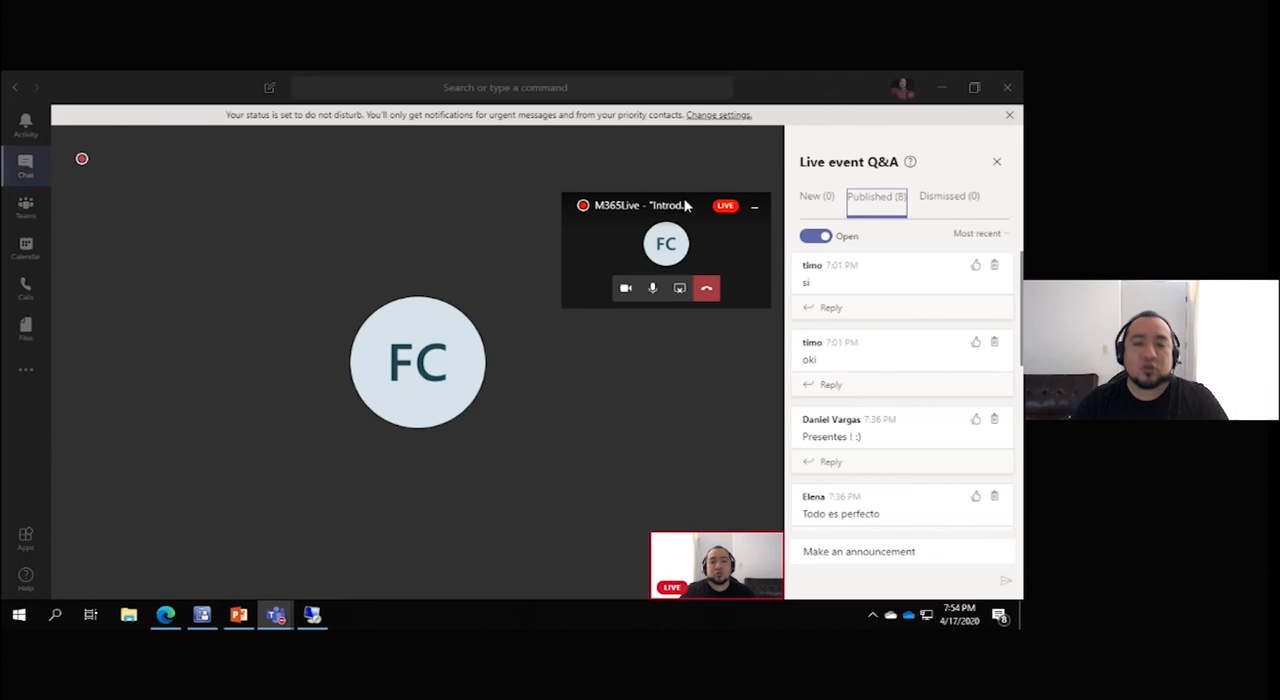 Search or type a command
Your status is set to do not disturb. You'll only get notifications for urgent messages and from your priority contacts. Change settings.
Activity
Chat
Teams
Calendar
Calls
Files
Apps
Help
FC
M365Live - "Introd...
LIVE
FC
LIVE
Live event Q&A
New (0) Published (8) Dismissed (0)
Open Most recent
timo 7:01 PM
si
Reply
timo 7:01 PM
oki
Reply
Daniel Vargas 7:36 PM
Presentes ! :)
Reply
Elena 7:36 PM
Todo es perfecto
Make an announcement
7:54 PM
4/17/2020
8